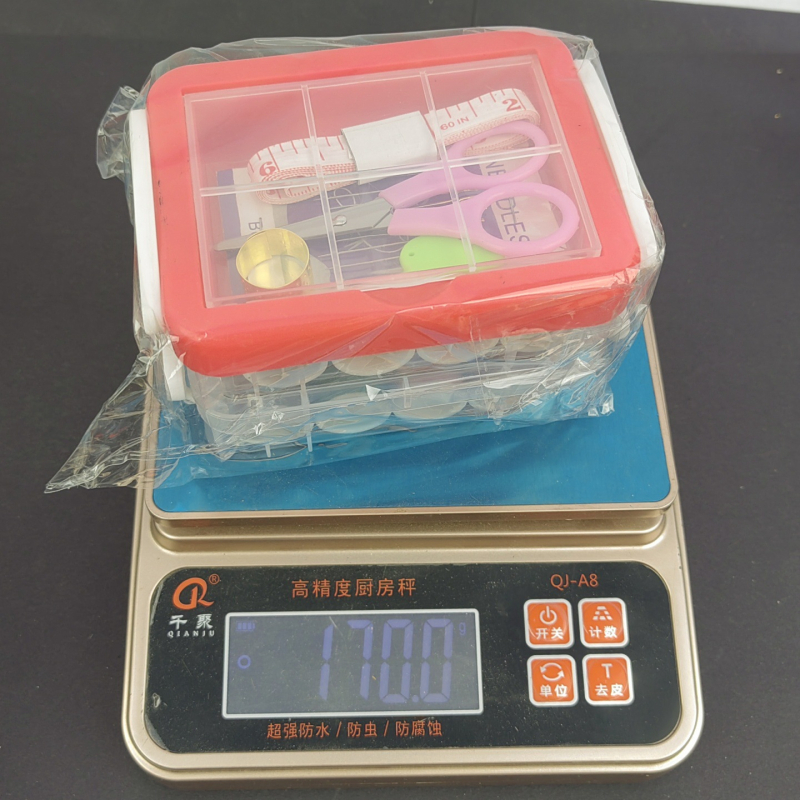 2
60 IN
NEEDLES
"B
高精度厨房秤
QJ-A8
R®
千聚
QIANJU
170.0 g
开关
计数
单位
T
去皮
超强防水 / 防虫 / 防腐蚀